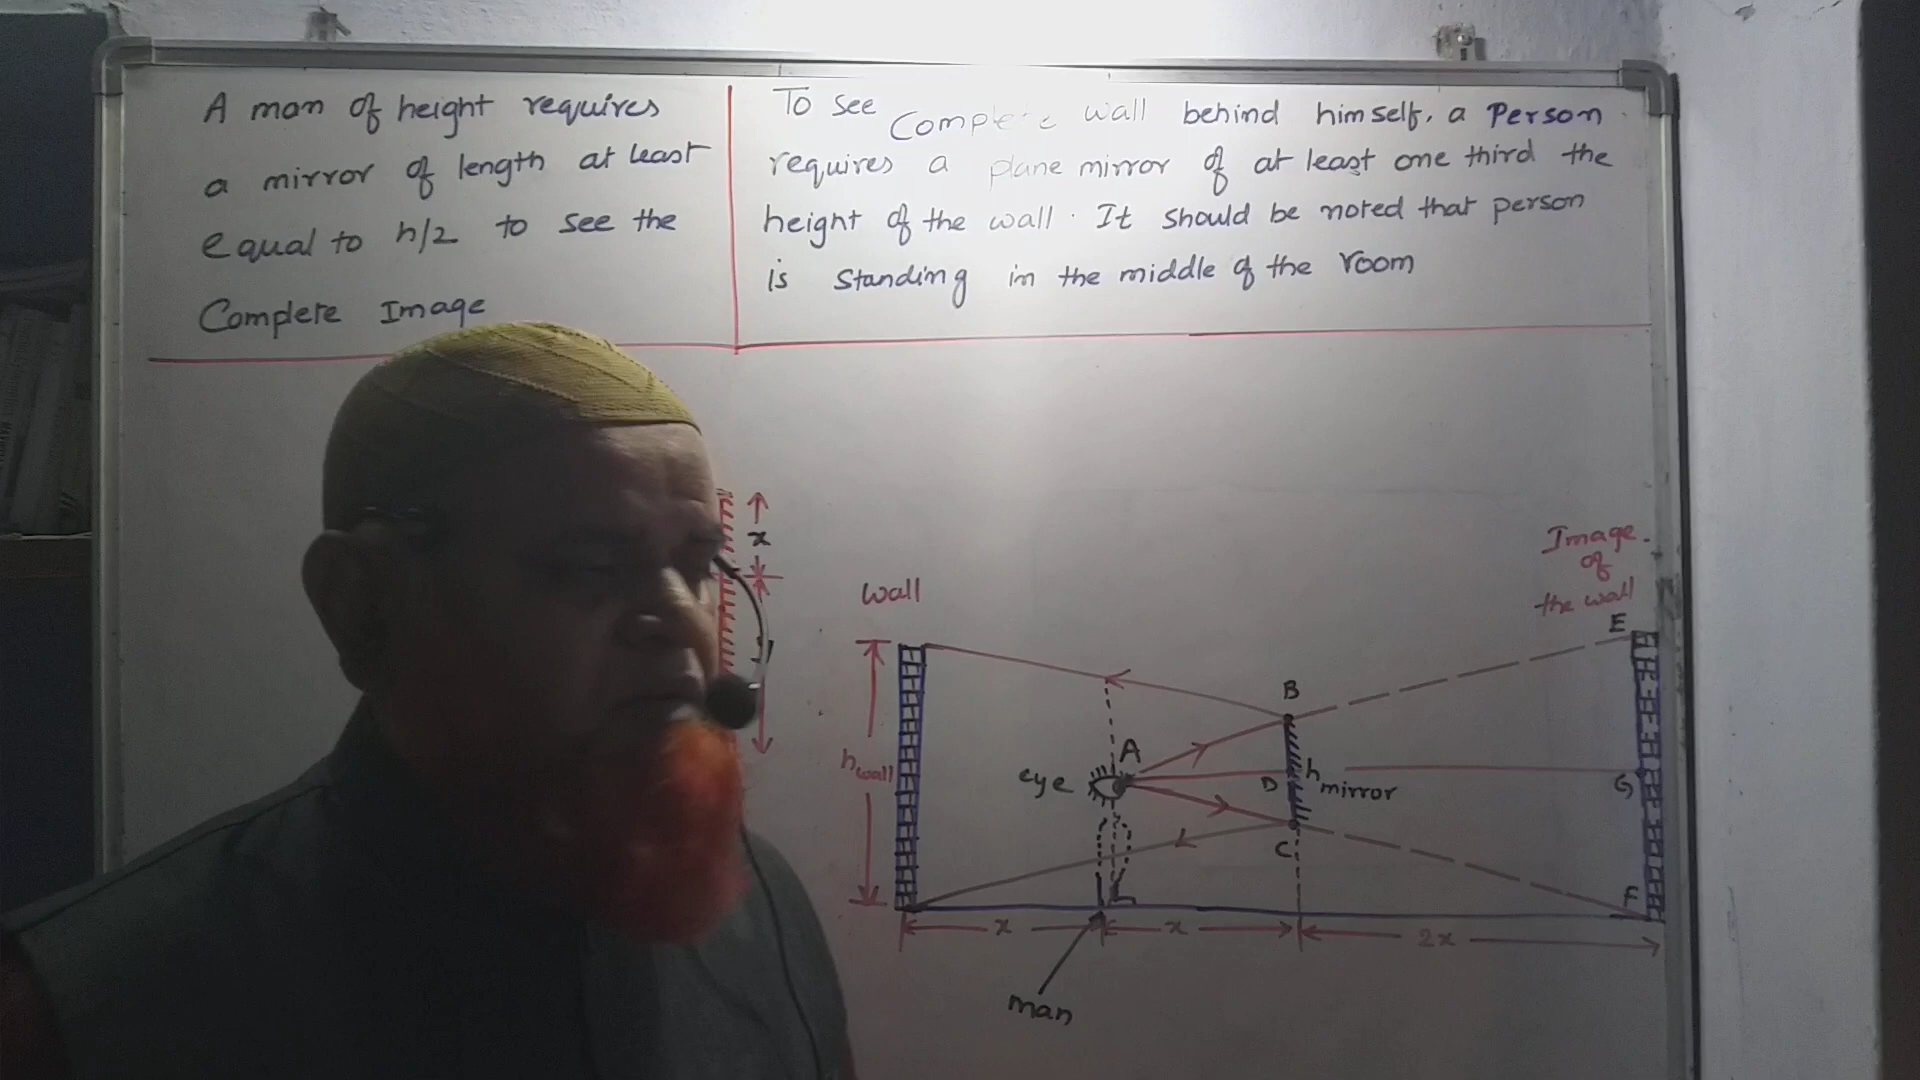 A man of height requires
a mirror of length at least
equal to h/2 to see the
Complete Image
To see Complete wall behind himself, a Person
requires a plane mirror of at least one third the
height of the wall. It should be noted that person
is standing in the middle of the room
x
Wall
Image
of
the wall
E
B
A
eye
h wall
D
h mirror
G
C
F
x
x
2x
man